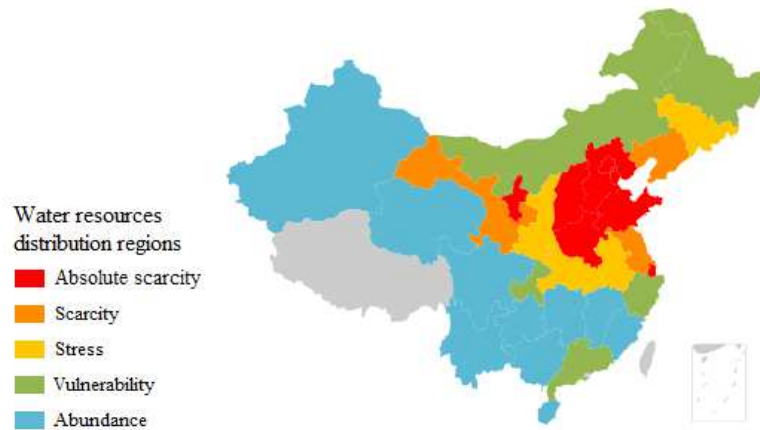 Water resources
distribution regions
Absolute scarcity
Scarcity
Stress
Vulnerability
Abundance